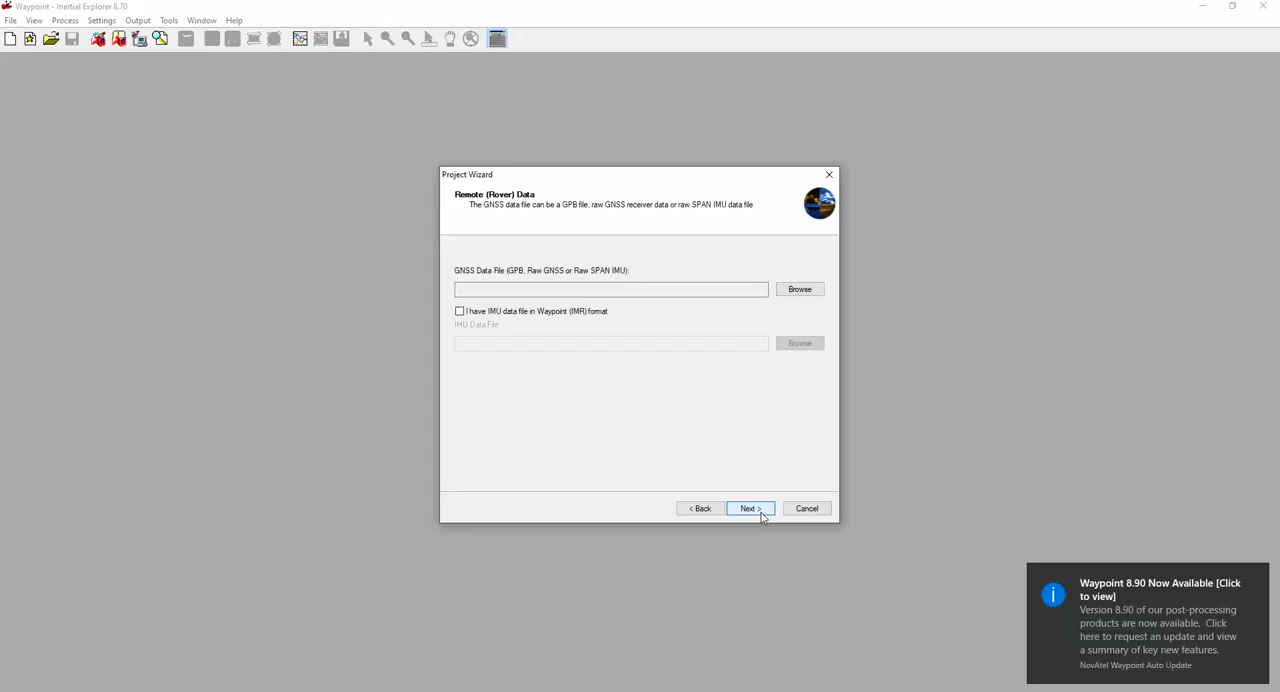 Waypoint - Inertial Explorer 8.70
File View Process Settings Output Tools Window Help
Project Wizard
Remote (Rover) Data
The GNSS data file can be a GPB file, raw GNSS receiver data or raw SPAN IMU data file
GNSS Data File (GPB, Raw GNSS or Raw SPAN IMU):
Browse
I have IMU data file in Waypoint (IMR) format
IMU Data File:
Browse
< Back Next > Cancel
Waypoint 8.90 Now Available [Click
to view]
Version 8.90 of our post-processing
products are now available. Click
here to request an update and view
a summary of key new features.
NovAtel Waypoint Auto Update